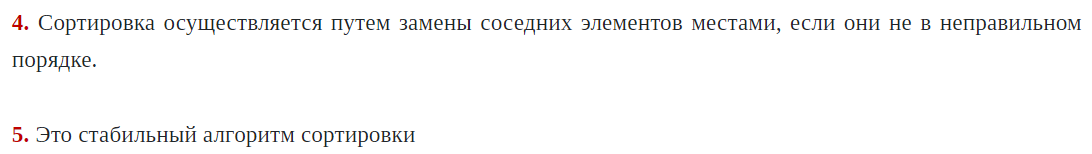 4. Сортировка осуществляется путем замены соседних элементов местами, если они не в неправильном
порядке.
5. Это стабильный алгоритм сортировки